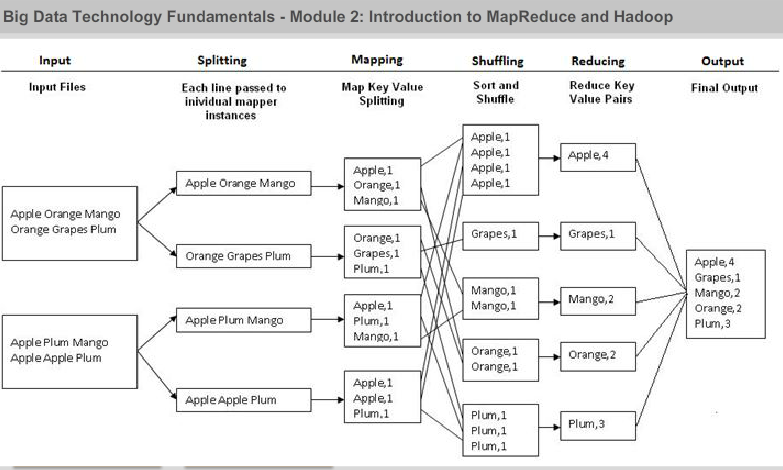 Big Data Technology Fundamentals - Module 2: Introduction to MapReduce and Hadoop
Input
Splitting
Mapping
Shuffling
Reducing
Output
Input Files
Each line passed to
inividual mapper
instances
Map Key Value
Splitting
Sort and
Shuffle
Reduce Key
Value Pairs
Final Output
Apple Orange Mango
Orange Grapes Plum
Apple Plum Mango
Apple Apple Plum
Apple Orange Mango
Orange Grapes Plum
Apple Plum Mango
Apple Apple Plum
Apple,1
Orange,1
Mango,1
Orange,1
Grapes,1
Plum,1
Apple,1
Plum,1
Mango,1
Apple,1
Apple,1
Plum,1
Apple,1
Apple,1
Apple,1
Apple,1
Grapes,1
Mango,1
Mango,1
Orange,1
Orange,1
Plum,1
Plum,1
Plum,1
Apple,4
Grapes,1
Mango,2
Orange,2
Plum,3
Apple,4
Grapes,1
Mango,2
Orange,2
Plum,3